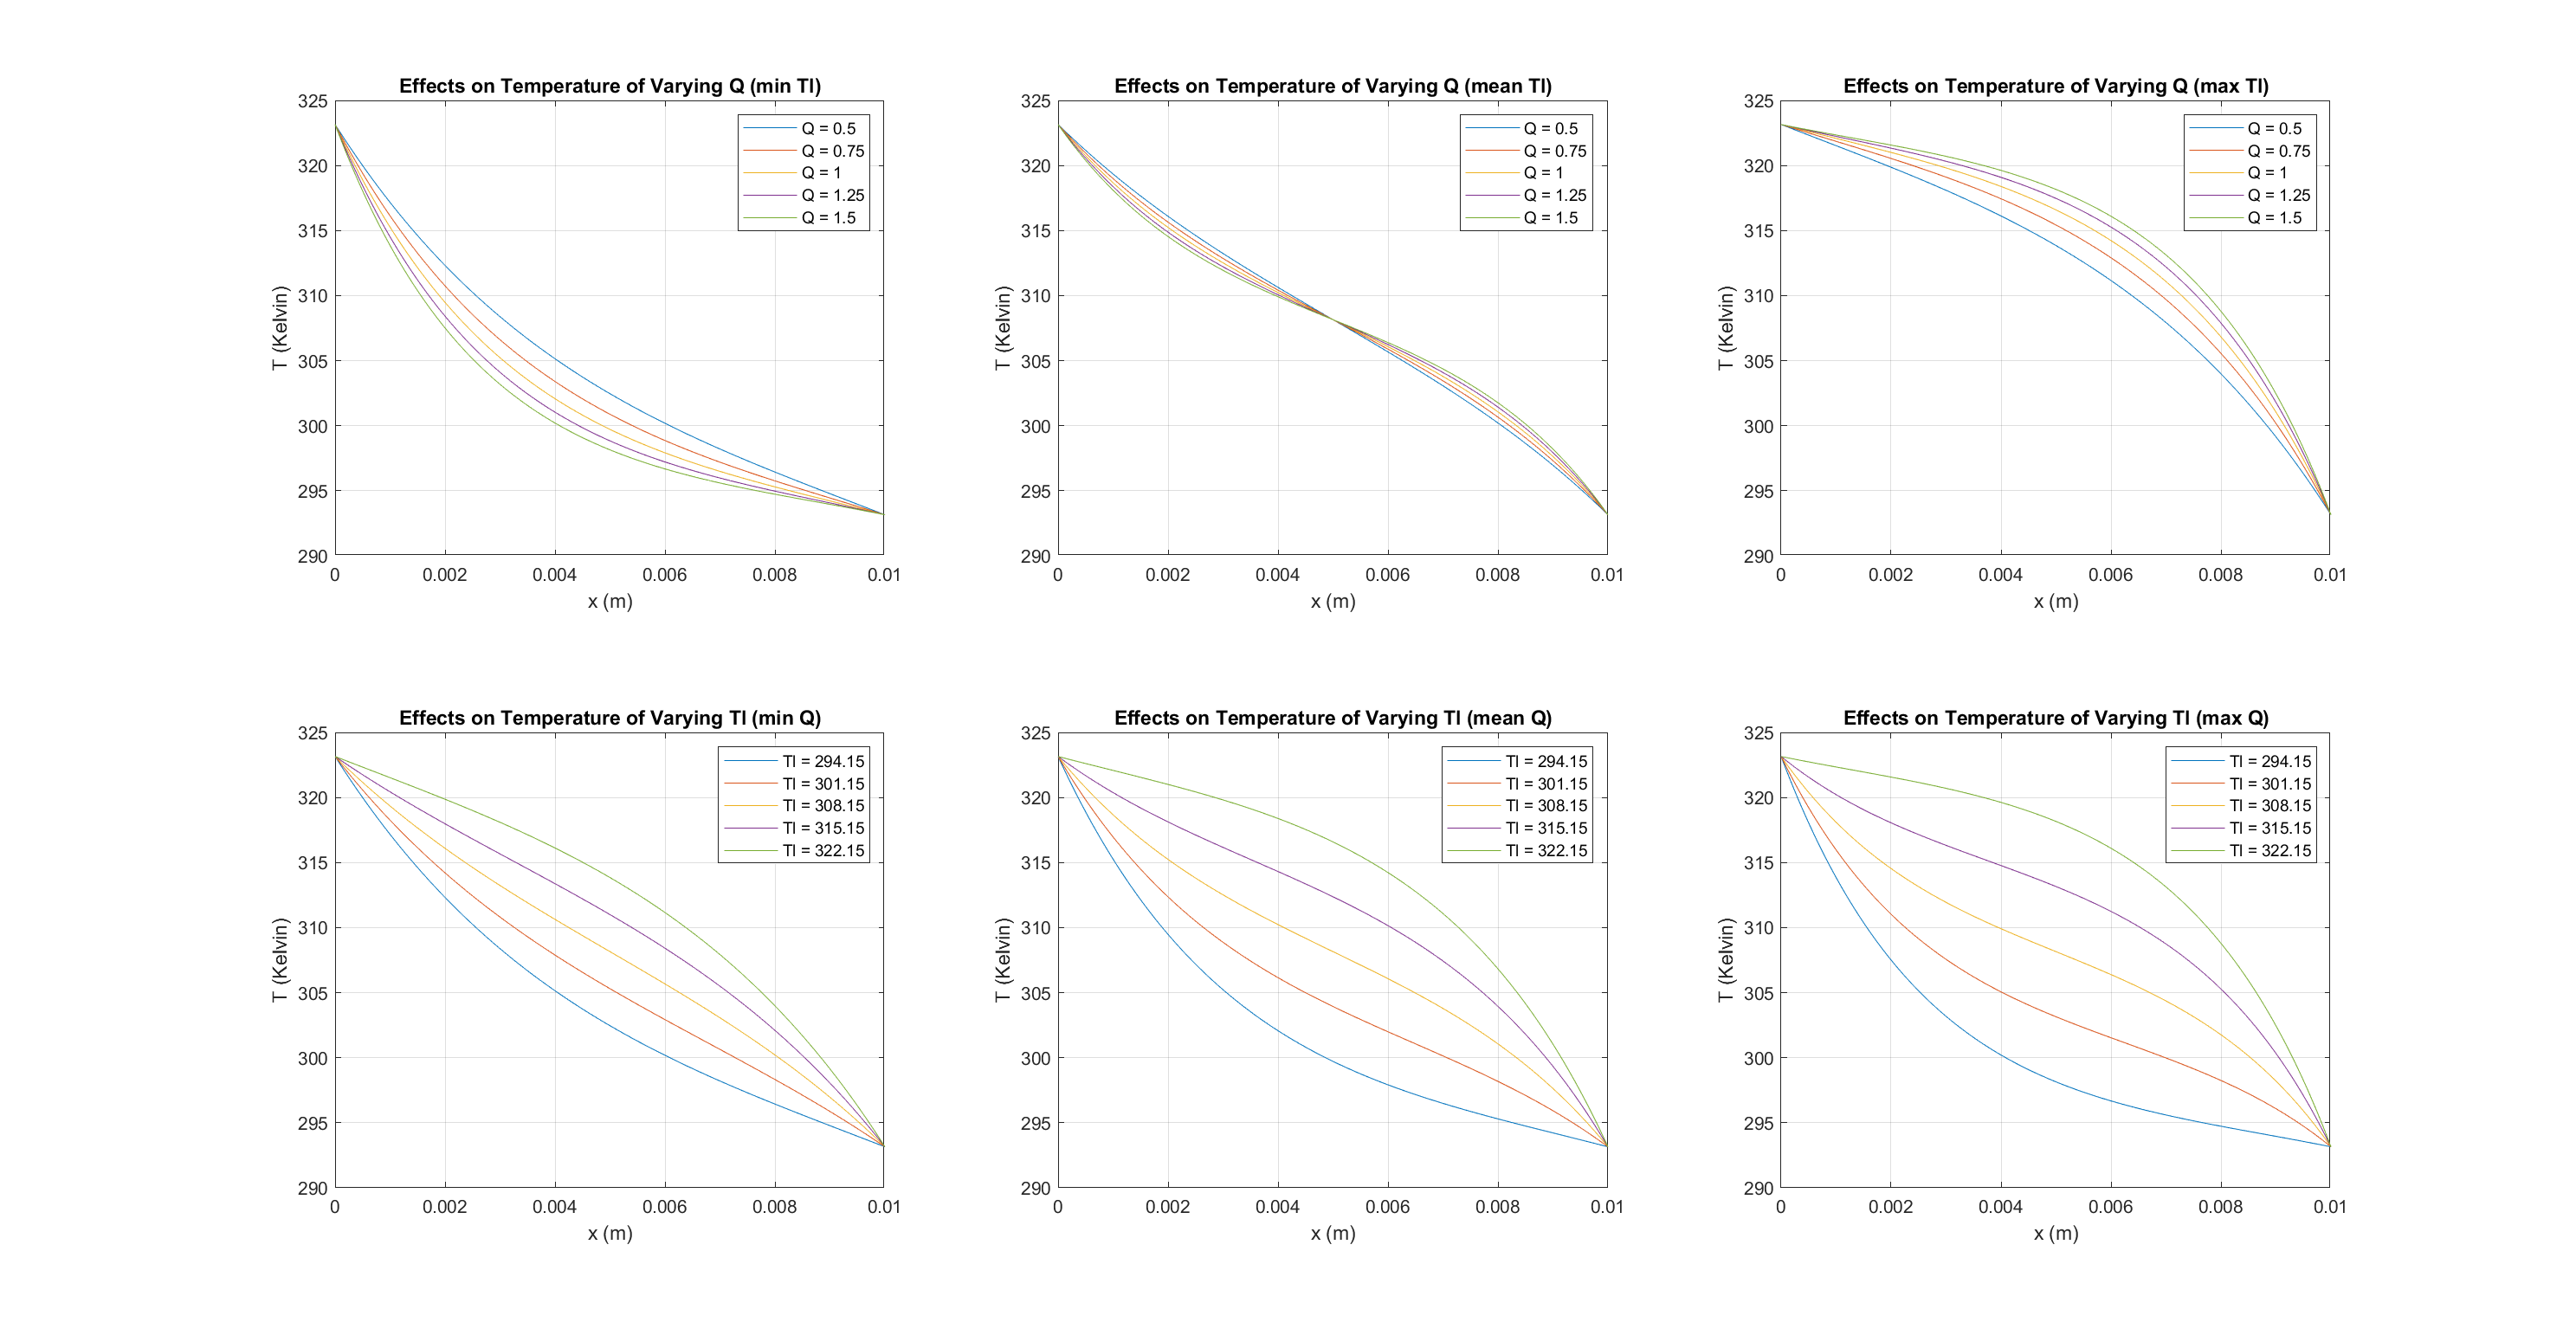 Effects on Temperature of Varying Q (min Tl)
325
320
315
310
305
300
295
290
T (Kelvin)
Q = 0.5
Q = 0.75
Q = 1
Q = 1.25
Q = 1.5
0 0.002 0.004 0.006 0.008 0.01
x (m)
Effects on Temperature of Varying Q (mean Tl)
325
320
315
310
305
300
295
290
T (Kelvin)
Q = 0.5
Q = 0.75
Q = 1
Q = 1.25
Q = 1.5
0 0.002 0.004 0.006 0.008 0.01
x (m)
Effects on Temperature of Varying Q (max Tl)
325
320
315
310
305
300
295
290
T (Kelvin)
Q = 0.5
Q = 0.75
Q = 1
Q = 1.25
Q = 1.5
0 0.002 0.004 0.006 0.008 0.01
x (m)
Effects on Temperature of Varying Tl (min Q)
325
320
315
310
305
300
295
290
T (Kelvin)
Tl = 294.15
Tl = 301.15
Tl = 308.15
Tl = 315.15
Tl = 322.15
0 0.002 0.004 0.006 0.008 0.01
x (m)
Effects on Temperature of Varying Tl (mean Q)
325
320
315
310
305
300
295
290
T (Kelvin)
Tl = 294.15
Tl = 301.15
Tl = 308.15
Tl = 315.15
Tl = 322.15
0 0.002 0.004 0.006 0.008 0.01
x (m)
Effects on Temperature of Varying Tl (max Q)
325
320
315
310
305
300
295
290
T (Kelvin)
Tl = 294.15
Tl = 301.15
Tl = 308.15
Tl = 315.15
Tl = 322.15
0 0.002 0.004 0.006 0.008 0.01
x (m)